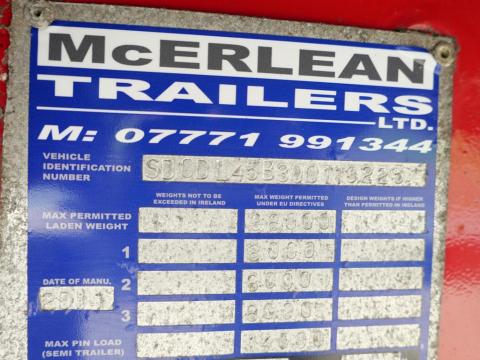 McERLEAN
TRAILERS
LTD.
M: 07771 991344
VEHICLE
IDENTIFICATION
NUMBER
WEIGHTS NOT TO BE
EXCEEDED IN IRELAND
MAX WEIGHT PERMITTED
UNDER EU DIRECTIVES
DESIGN WEIGHTS IF HIGHER
THAN PERMITTED IN IRELAND
MAX PERMITTED
LADEN WEIGHT
1
DATE OF MANU.
2
3
MAX PIN LOAD
(SEMI TRAILER)